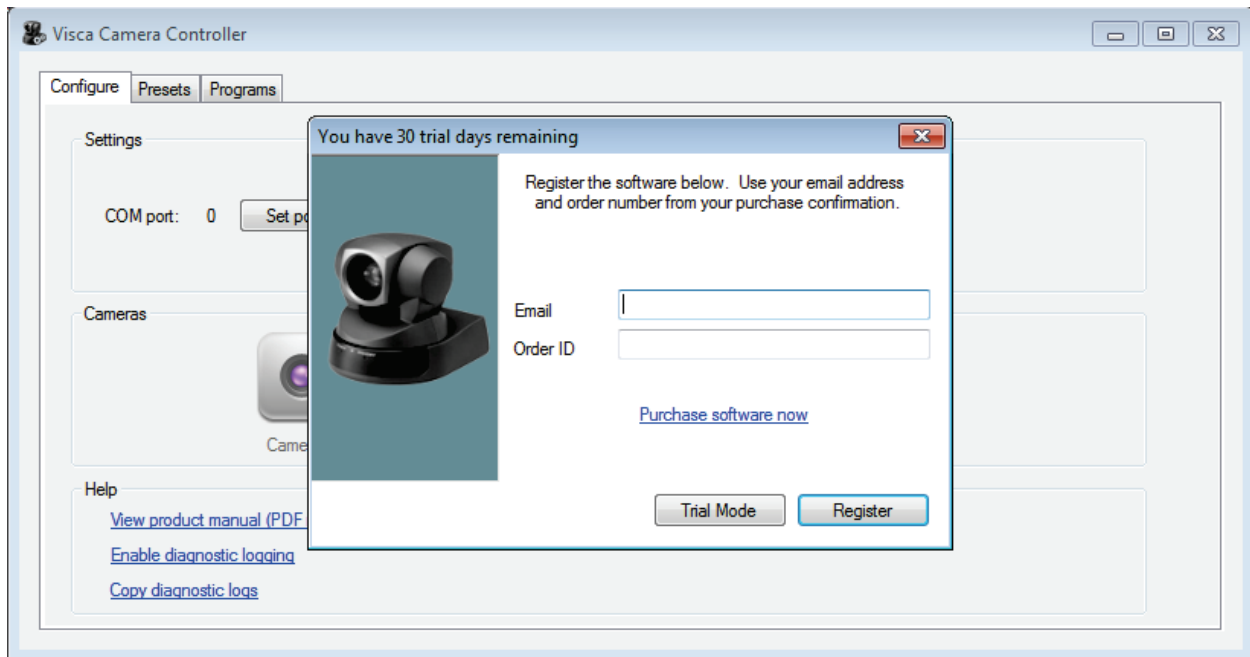 Visca Camera Controller
Configure Presets Programs
Settings
COM port: 0 Set po
Cameras
Came
Help
View product manual (PDF
Enable diagnostic logging
Copy diagnostic logs
You have 30 trial days remaining
Register the software below. Use your email address
and order number from your purchase confirmation.
Email
Order ID
Purchase software now
Trial Mode Register